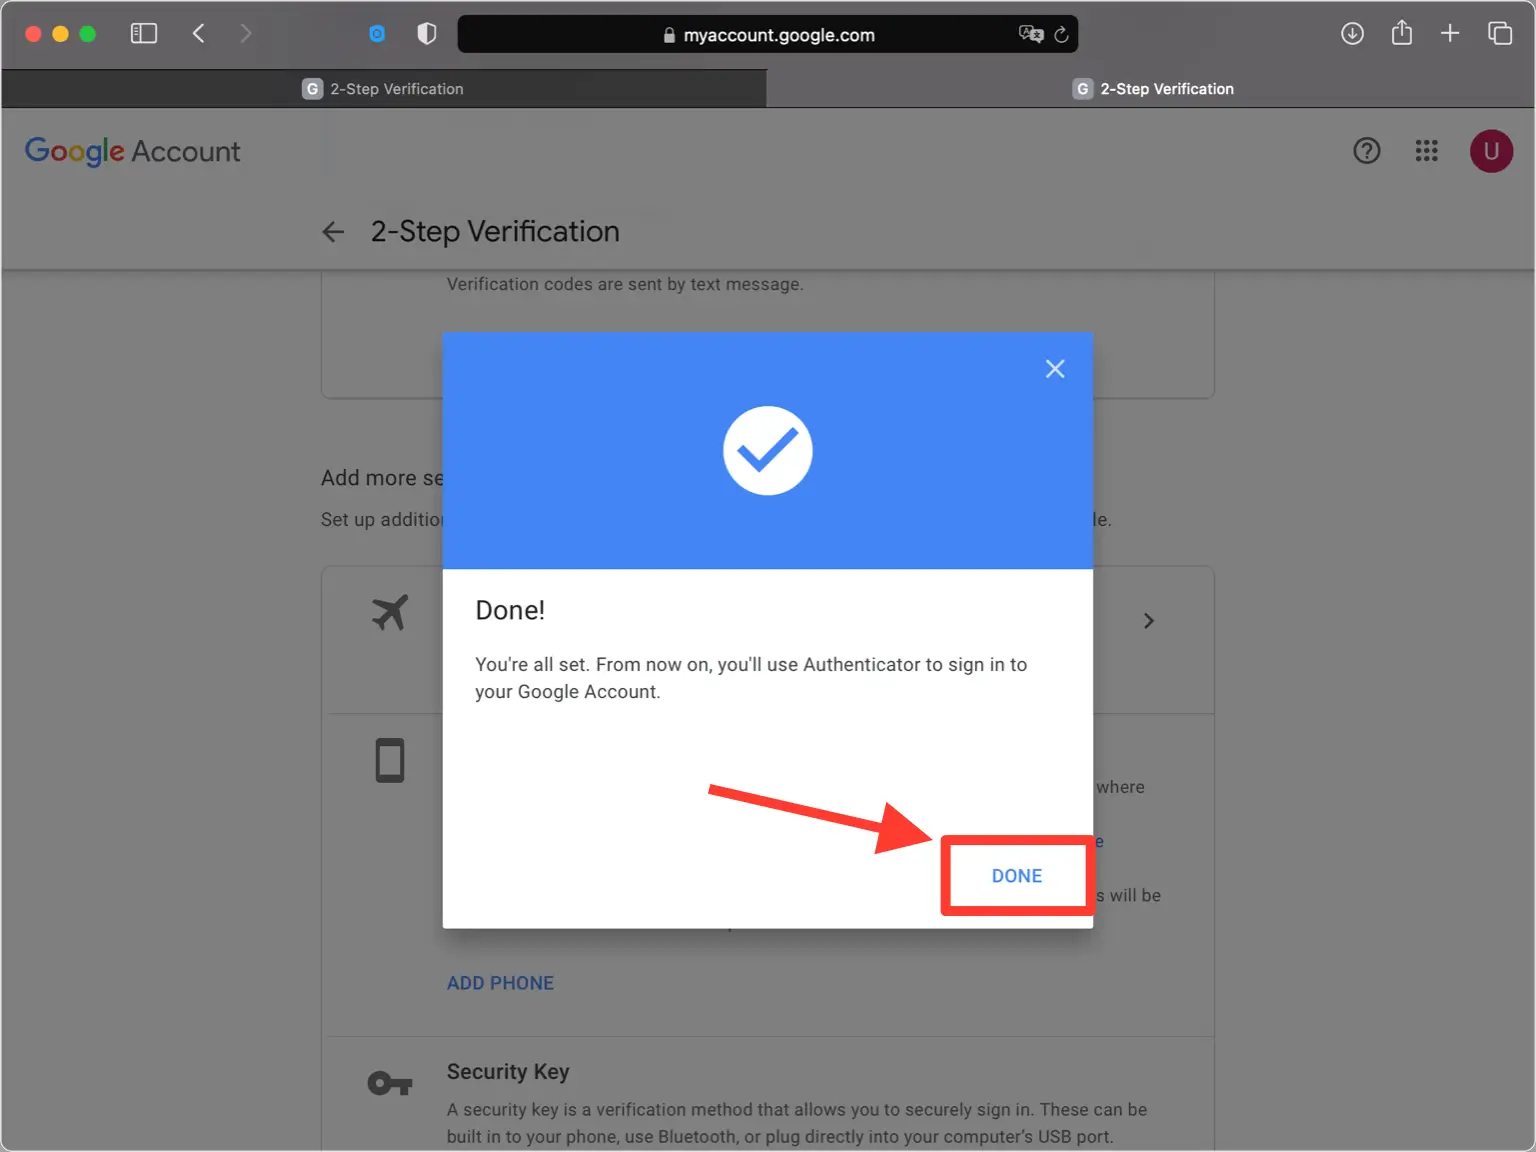 myaccount.google.com
G 2-Step Verification
G 2-Step Verification
Google Account
U
2-Step Verification
Verification codes are sent by text message.
Add more se
Set up additio
le.
Done!
You're all set. From now on, you'll use Authenticator to sign in to
your Google Account.
where
e
DONE
s will be
ADD PHONE
Security Key
A security key is a verification method that allows you to securely sign in. These can be
built in to your phone, use Bluetooth, or plug directly into your computer's USB port.